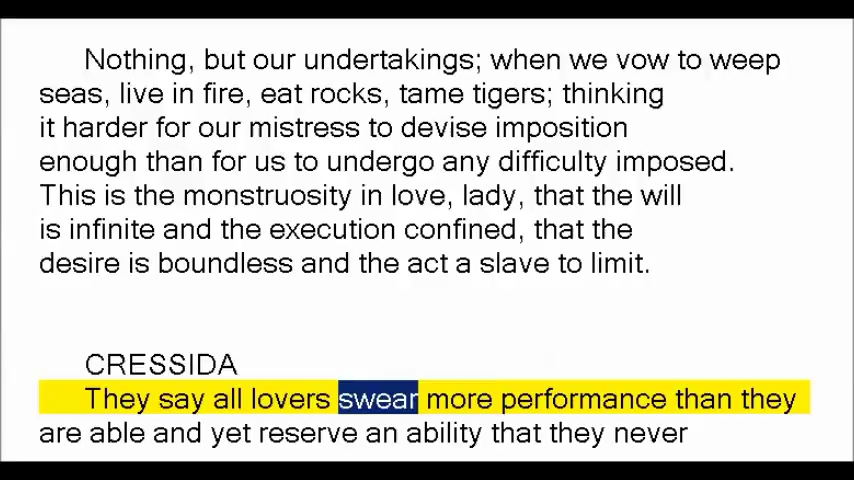 Nothing, but our undertakings; when we vow to weep
seas, live in fire, eat rocks, tame tigers; thinking
it harder for our mistress to devise imposition
enough than for us to undergo any difficulty imposed.
This is the monstruosity in love, lady, that the will
is infinite and the execution confined, that the
desire is boundless and the act a slave to limit.
CRESSIDA
They say all lovers swear more performance than they
are able and yet reserve an ability that they never